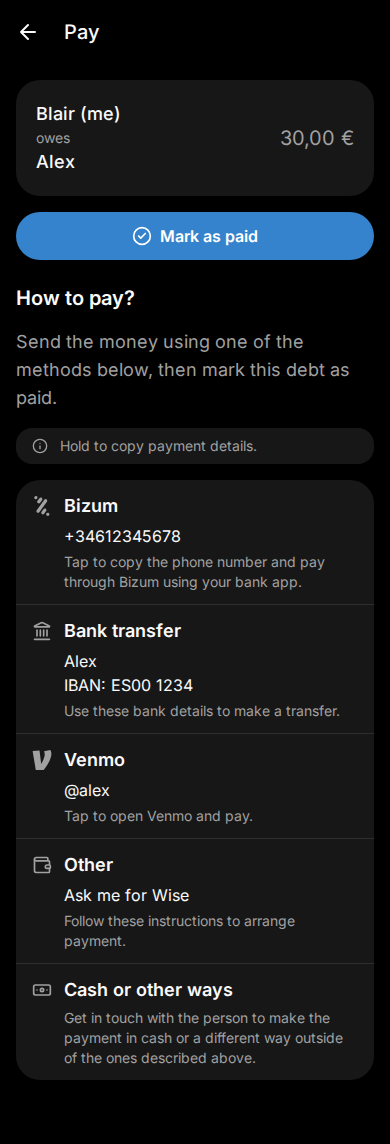 Pay
Blair (me)
owes
Alex
30,00 €
Mark as paid
How to pay?
Send the money using one of the
methods below, then mark this debt as
paid.
Hold to copy payment details.
Bizum
+34612345678
Tap to copy the phone number and pay
through Bizum using your bank app.
Bank transfer
Alex
IBAN: ES00 1234
Use these bank details to make a transfer.
Venmo
@alex
Tap to open Venmo and pay.
Other
Ask me for Wise
Follow these instructions to arrange
payment.
Cash or other ways
Get in touch with the person to make the
payment in cash or a different way outside
of the ones described above.